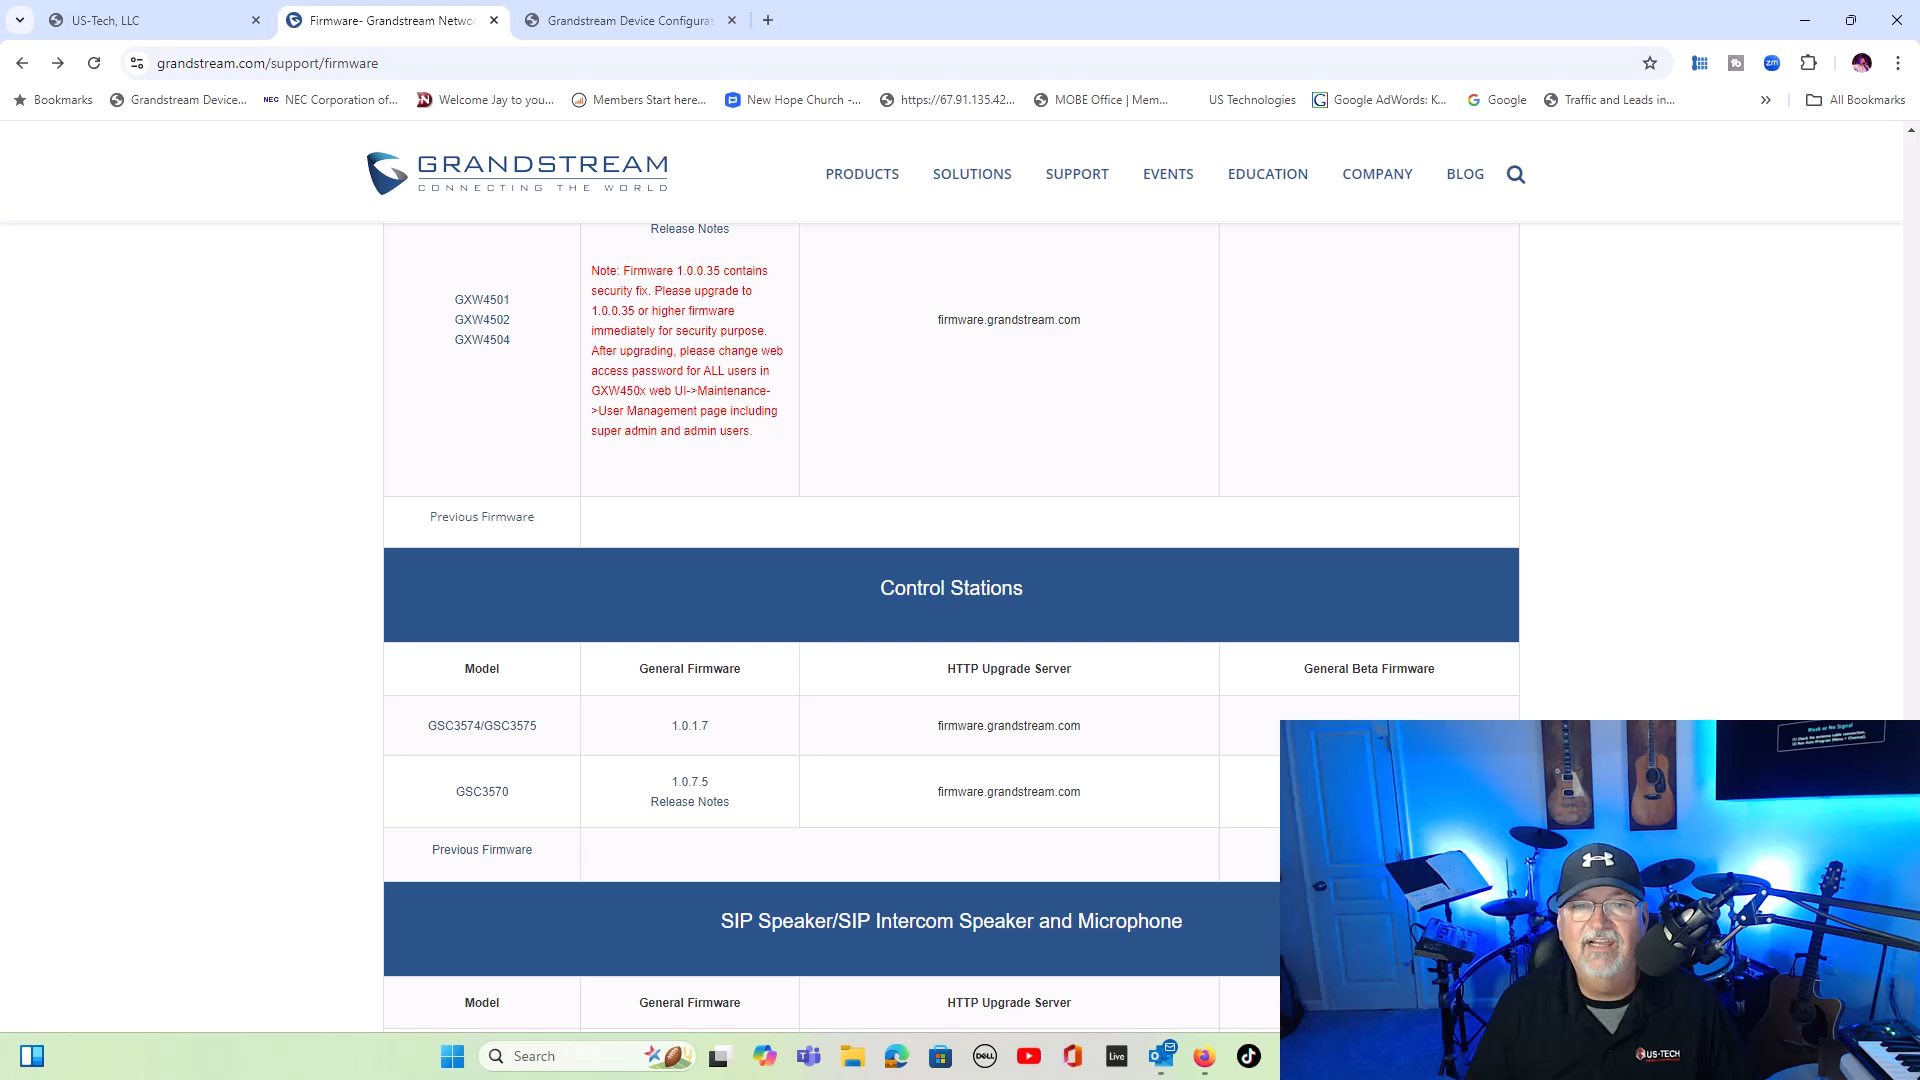 US-Tech, LLC
Firmware- Grandstream Netwo
Grandstream Device Configurat
grandstream.com/support/firmware
Bookmarks
Grandstream Device...
NEC
NEC Corporation of...
Welcome Jay to you...
Members Start here...
New Hope Church -...
https://67.91.135.42...
MOBE Office | Mem...
US Technologies
Google AdWords: K...
Google
Traffic and Leads in...
All Bookmarks
GRANDSTREAM
CONNECTING THE WORLD
PRODUCTS
SOLUTIONS
SUPPORT
EVENTS
EDUCATION
COMPANY
BLOG
Release Notes
Note: Firmware 1.0.0.35 contains
security fix. Please upgrade to
1.0.0.35 or higher firmware
immediately for security purpose.
After upgrading, please change web
access password for ALL users in
GXW450x web UI->Maintenance-
>User Management page including
super admin and admin users.
GXW4501
GXW4502
GXW4504
firmware.grandstream.com
Previous Firmware
Control Stations
Model
General Firmware
HTTP Upgrade Server
General Beta Firmware
GSC3574/GSC3575
1.0.1.7
firmware.grandstream.com
GSC3570
1.0.7.5
Release Notes
firmware.grandstream.com
Previous Firmware
SIP Speaker/SIP Intercom Speaker and Microphone
Model
General Firmware
HTTP Upgrade Server
Weak or No Signal
US-TECH
Search
DELL
Live